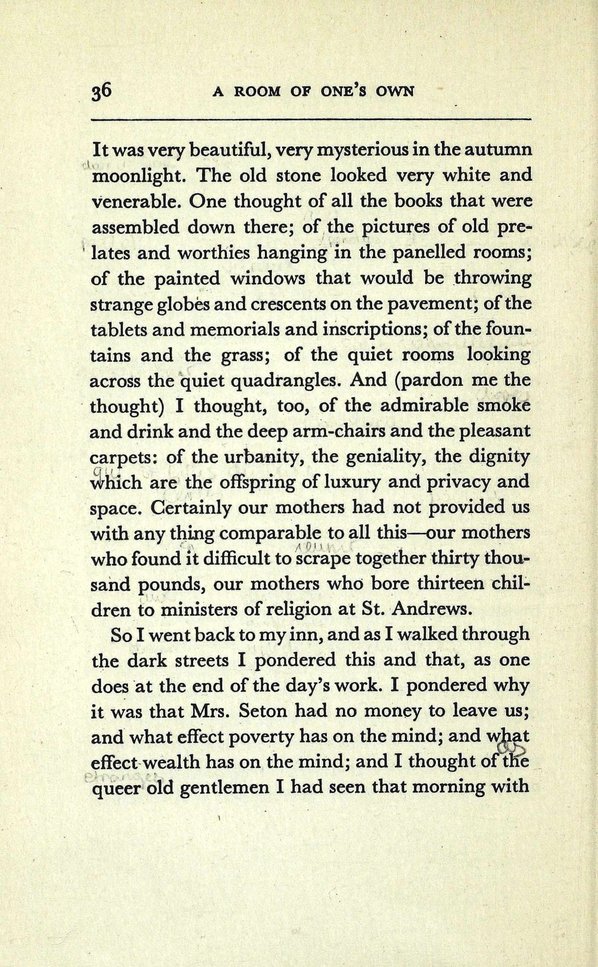 36 A ROOM OF ONE'S OWN
It was very beautiful, very mysterious in the autumn
moonlight. The old stone looked very white and
venerable. One thought of all the books that were
assembled down there; of the pictures of old pre-
lates and worthies hanging in the panelled rooms;
of the painted windows that would be throwing
strange globes and crescents on the pavement; of the
tablets and memorials and inscriptions; of the foun-
tains and the grass; of the quiet rooms looking
across the quiet quadrangles. And (pardon me the
thought) I thought, too, of the admirable smoke
and drink and the deep arm-chairs and the pleasant
carpets: of the urbanity, the geniality, the dignity
which are the offspring of luxury and privacy and
space. Certainly our mothers had not provided us
with any thing comparable to all this—our mothers
réunir
who found it difficult to scrape together thirty thou-
sand pounds, our mothers who bore thirteen chil-
dren to ministers of religion at St. Andrews.
So I went back to my inn, and as I walked through
the dark streets I pondered this and that, as one
does at the end of the day's work. I pondered why
it was that Mrs. Seton had no money to leave us;
and what effect poverty has on the mind; and what
effect wealth has on the mind; and I thought of the
étranges
queer old gentlemen I had seen that morning with